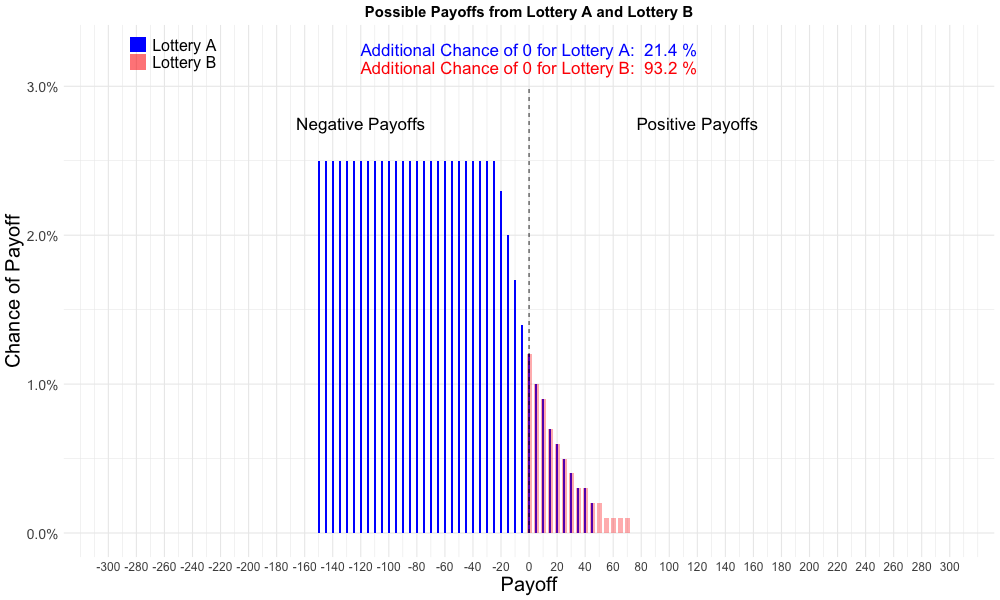 Possible Payoffs from Lottery A and Lottery B
Lottery A
Lottery B
Additional Chance of 0 for Lottery A: 21.4 %
Additional Chance of 0 for Lottery B: 93.2 %
Negative Payoffs
Positive Payoffs
Chance of Payoff
3.0%
2.0%
1.0%
0.0%
-300 -280 -260 -240 -220 -200 -180 -160 -140 -120 -100 -80 -60 -40 -20 0 20 40 60 80 100 120 140 160 180 200 220 240 260 280 300
Payoff